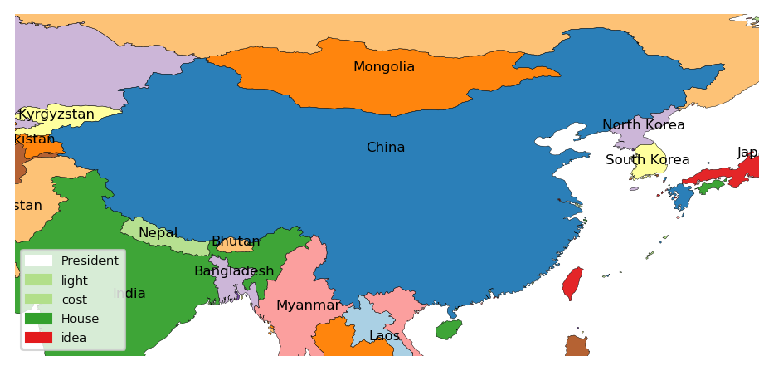 Mongolia
Kyrgyzstan
North Korea
kistan
China
Jap
South Korea
stan
Nepal
Bhutan
Bangladesh
India
Myanmar
Laos
President
light
cost
House
idea